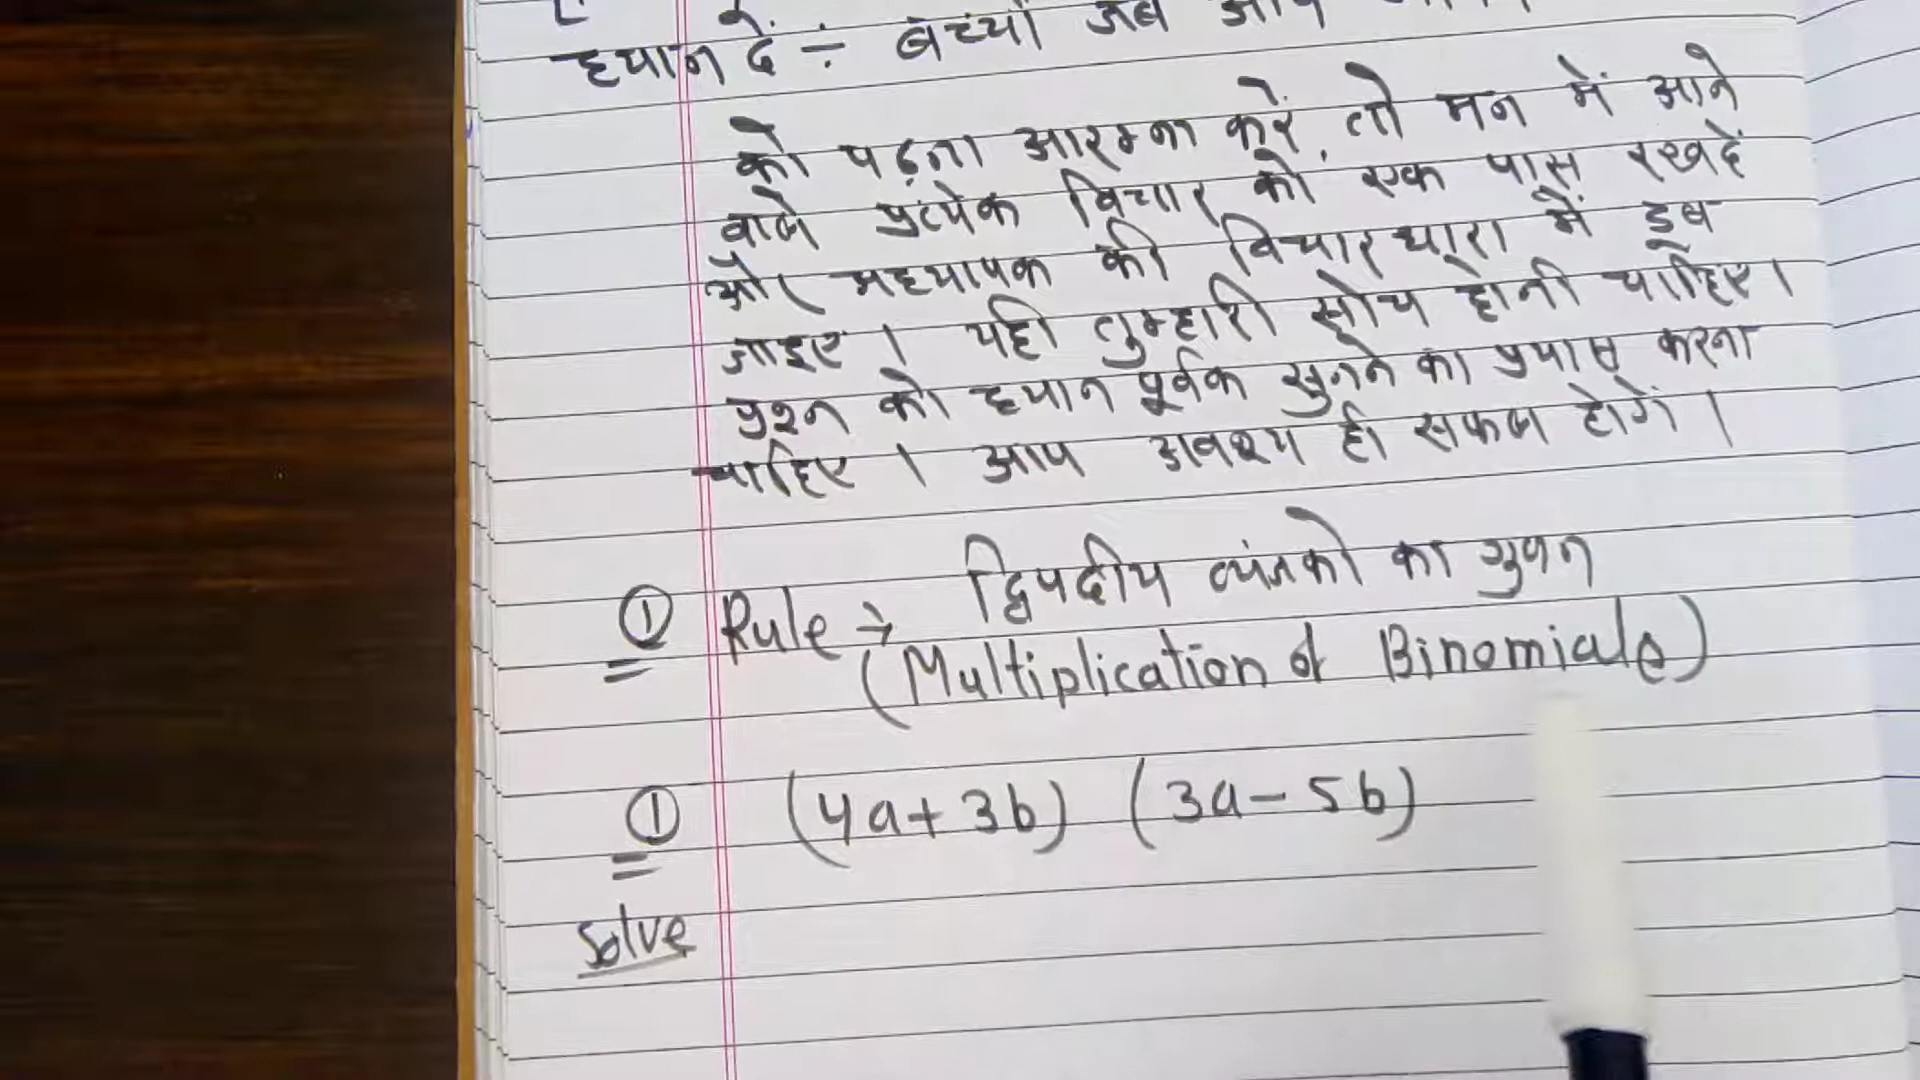 ध्यान दें ÷ बच्चों जब आप
को पढ़ना आरम्भ करें, तो मन में आने
वाले प्रत्येक विचार को एक पास रखदें
और अध्यापक की विचारधारा में डूब
जाइए । यही तुम्हारी सोच होनी चाहिए ।
प्रश्न को ध्यान पूर्वक सुनने का प्रयास करना
चाहिए । आप अवश्य ही सफल होगें ।
① Rule → द्विपदीय व्यंजको का गुणन
(Multiplication of Binomials)
① (4a+3b) (3a-5b)
Solve